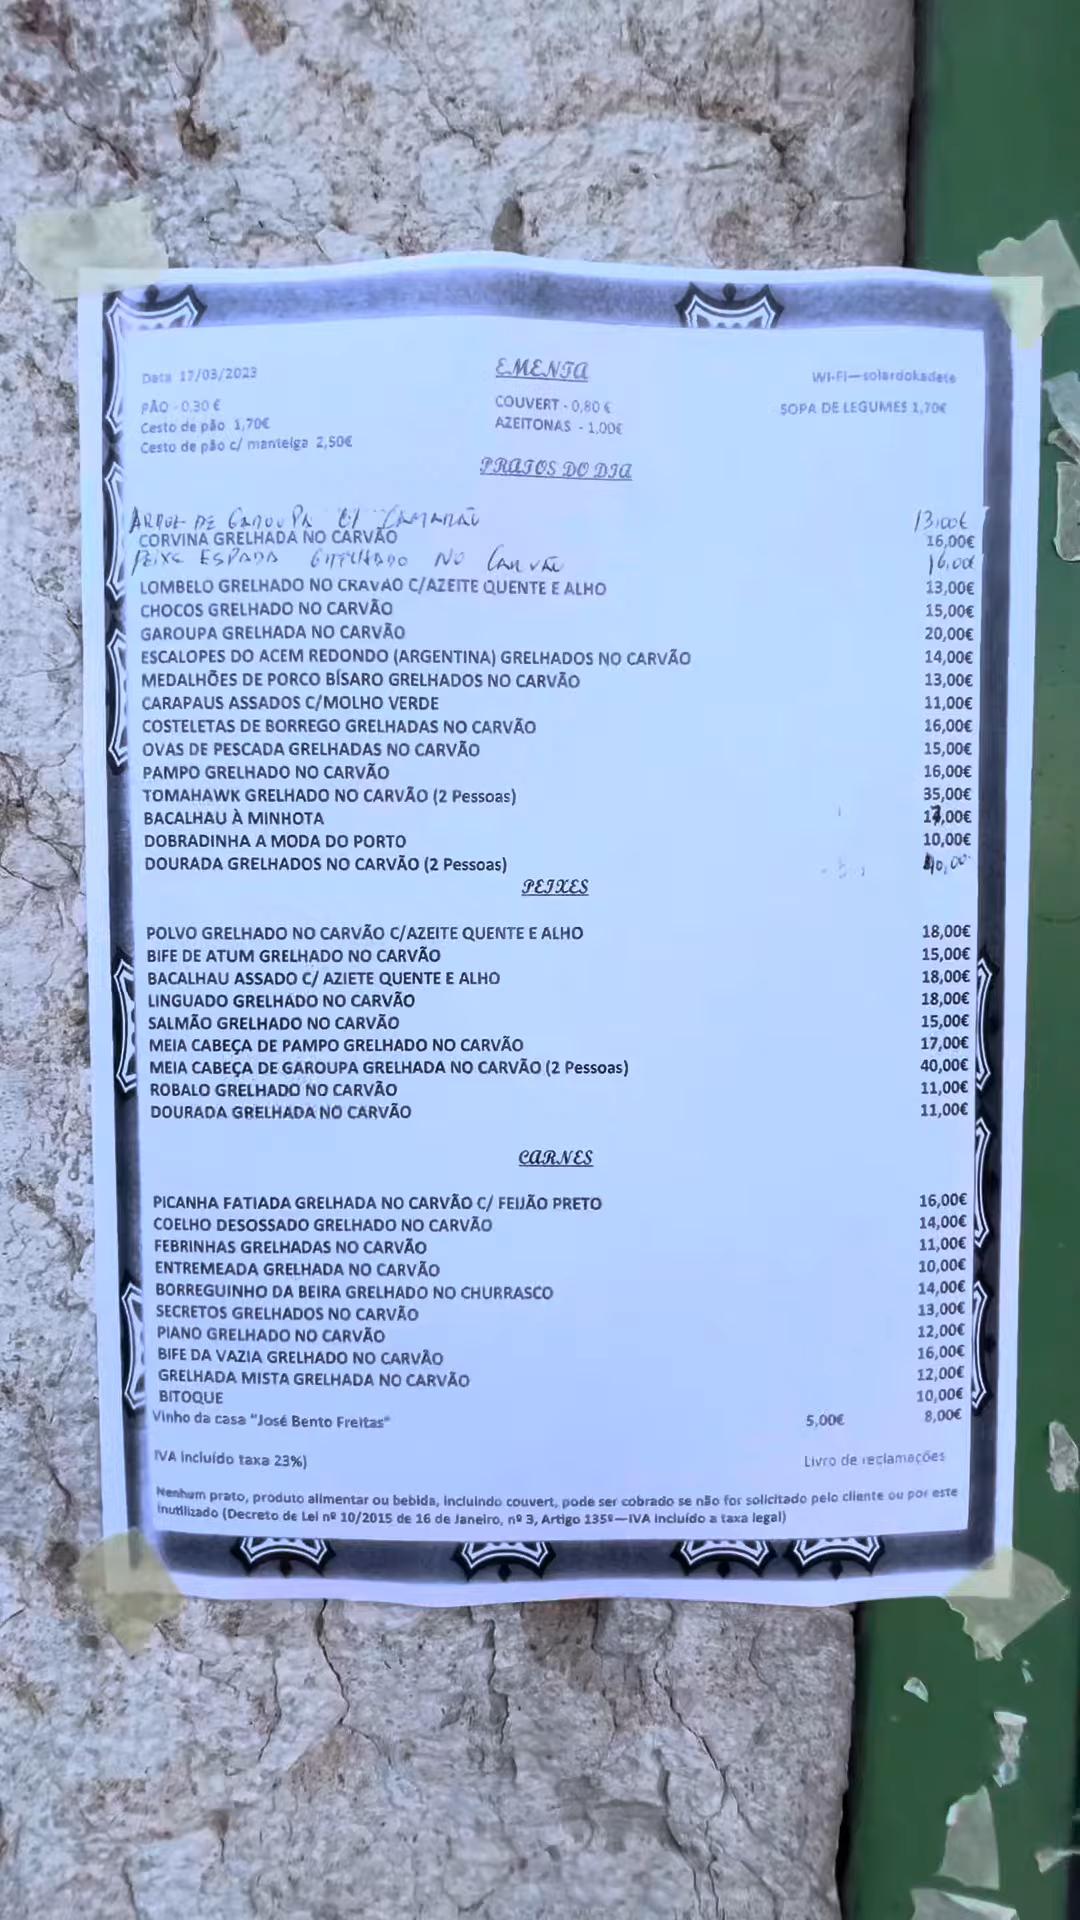 EMENTA
Data 17/03/2023
WI-FI—solardokadete
PÃO - 0,30 €
COUVERT - 0,80 €
SOPA DE LEGUMES 1,70€
Cesto de pão 1,70€
AZEITONAS - 1,00€
Cesto de pão c/ manteiga 2,50€
PRATOS DO DIA
ARROZ DE GAROUPA C/ CAMARÃO 13,00€
CORVINA GRELHADA NO CARVÃO 16,00€
PEIXE ESPADA GRELHADO NO CARVÃO 16,00€
LOMBELO GRELHADO NO CRAVAO C/AZEITE QUENTE E ALHO 13,00€
CHOCOS GRELHADO NO CARVÃO 15,00€
GAROUPA GRELHADA NO CARVÃO 20,00€
ESCALOPES DO ACEM REDONDO (ARGENTINA) GRELHADOS NO CARVÃO 14,00€
MEDALHÕES DE PORCO BÍSARO GRELHADOS NO CARVÃO 13,00€
CARAPAUS ASSADOS C/MOLHO VERDE 11,00€
COSTELETAS DE BORREGO GRELHADAS NO CARVÃO 16,00€
OVAS DE PESCADA GRELHADAS NO CARVÃO 15,00€
PAMPO GRELHADO NO CARVÃO 16,00€
TOMAHAWK GRELHADO NO CARVÃO (2 Pessoas) 35,00€
BACALHAU À MINHOTA 17,00€
DOBRADINHA A MODA DO PORTO 10,00€
DOURADA GRELHADOS NO CARVÃO (2 Pessoas)
PEIXES
POLVO GRELHADO NO CARVÃO C/AZEITE QUENTE E ALHO 18,00€
BIFE DE ATUM GRELHADO NO CARVÃO 15,00€
BACALHAU ASSADO C/ AZIETE QUENTE E ALHO 18,00€
LINGUADO GRELHADO NO CARVÃO 18,00€
SALMÃO GRELHADO NO CARVÃO 15,00€
MEIA CABEÇA DE PAMPO GRELHADO NO CARVÃO 17,00€
MEIA CABEÇA DE GAROUPA GRELHADA NO CARVÃO (2 Pessoas) 40,00€
ROBALO GRELHADO NO CARVÃO 11,00€
DOURADA GRELHADA NO CARVÃO 11,00€
CARNES
PICANHA FATIADA GRELHADA NO CARVÃO C/ FEIJÃO PRETO 16,00€
COELHO DESOSSADO GRELHADO NO CARVÃO 14,00€
FEBRINHAS GRELHADAS NO CARVÃO 11,00€
ENTREMEADA GRELHADA NO CARVÃO 10,00€
BORREGUINHO DA BEIRA GRELHADO NO CHURRASCO 14,00€
SECRETOS GRELHADOS NO CARVÃO 13,00€
PIANO GRELHADO NO CARVÃO 12,00€
BIFE DA VAZIA GRELHADO NO CARVÃO 16,00€
GRELHADA MISTA GRELHADA NO CARVÃO 12,00€
BITOQUE 10,00€
Vinho da casa "José Bento Freitas" 5,00€ 8,00€
IVA incluído taxa 23%)
Livro de reclamações
Nenhum prato, produto alimentar ou bebida, incluindo couvert, pode ser cobrado se não for solicitado pelo cliente ou por este
inutilizado (Decreto de Lei nº 10/2015 de 16 de Janeiro, nº 3, Artigo 135º—IVA incluído a taxa legal)